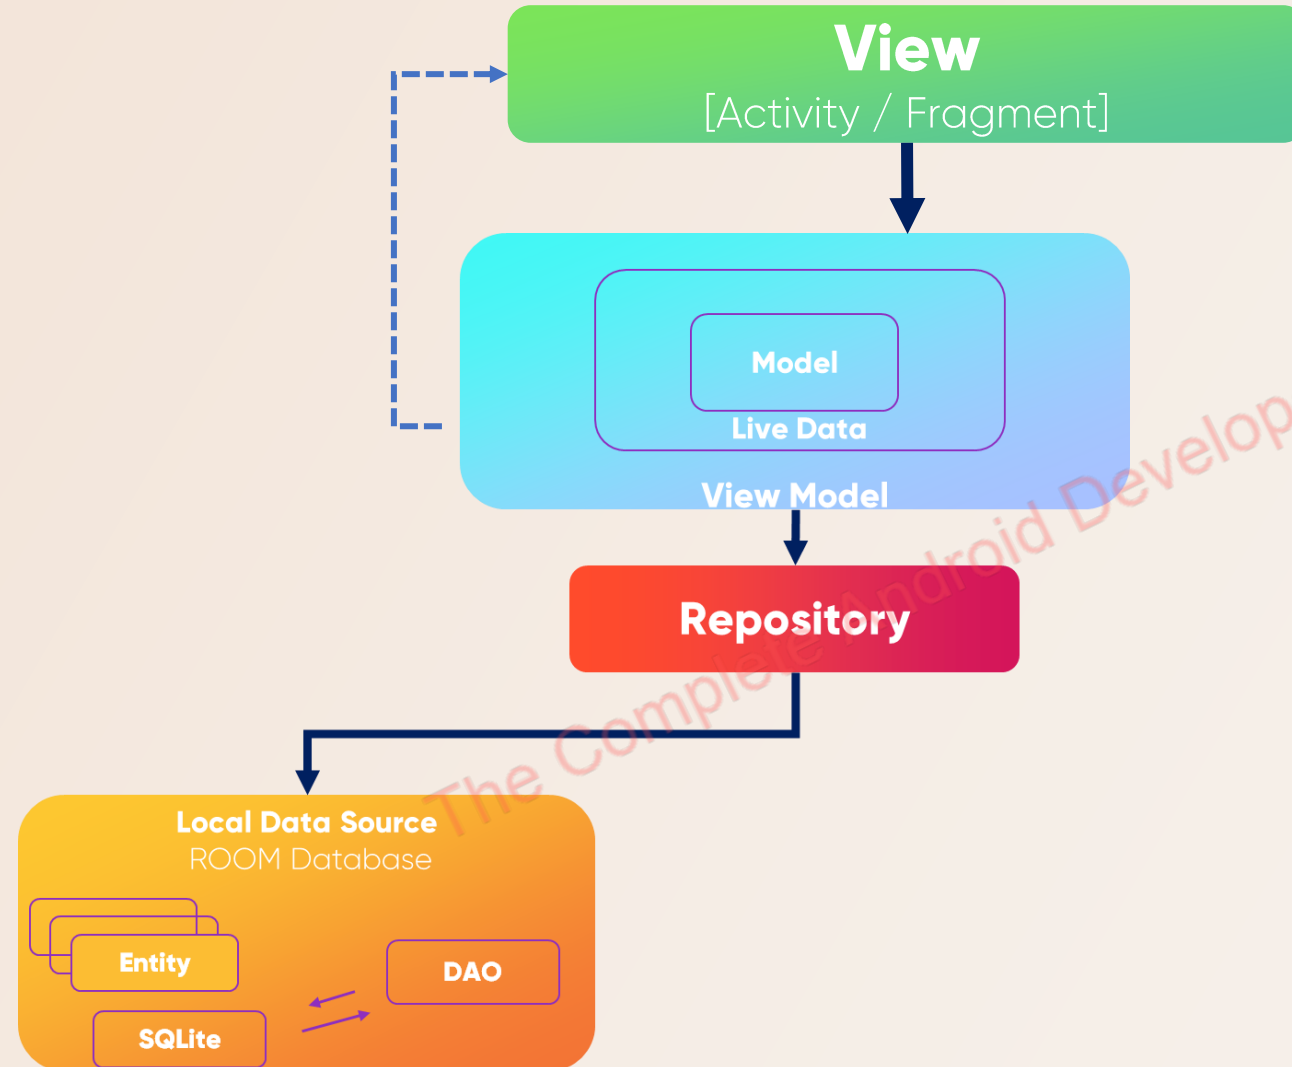 View
[Activity / Fragment]
Model
Live Data
View Model
Repository
Local Data Source
ROOM Database
Entity
DAO
SQLite
The Complete Android Develop